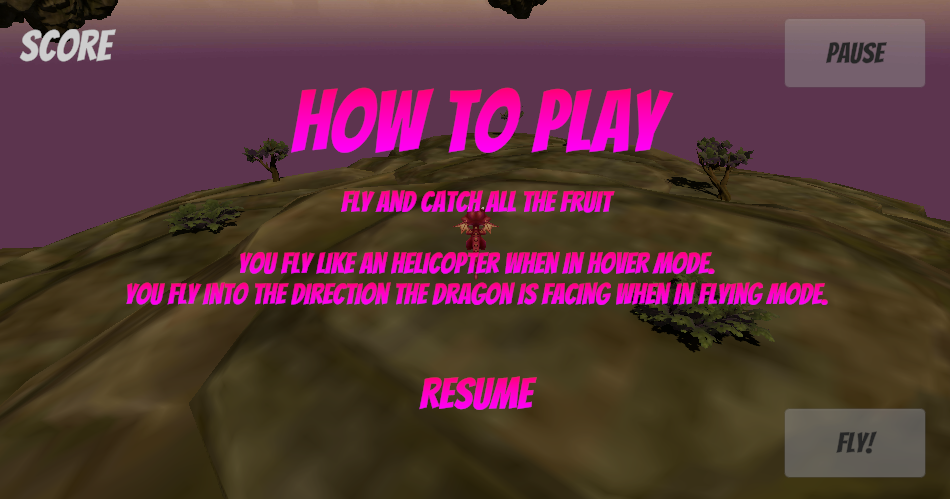 SCORE
PAUSE
HOW TO PLAY
FLY AND CATCH ALL THE FRUIT
YOU FLY LIKE AN HELICOPTER WHEN IN HOVER MODE.
YOU FLY INTO THE DIRECTION THE DRAGON IS FACING WHEN IN FLYING MODE.
RESUME
FLY!